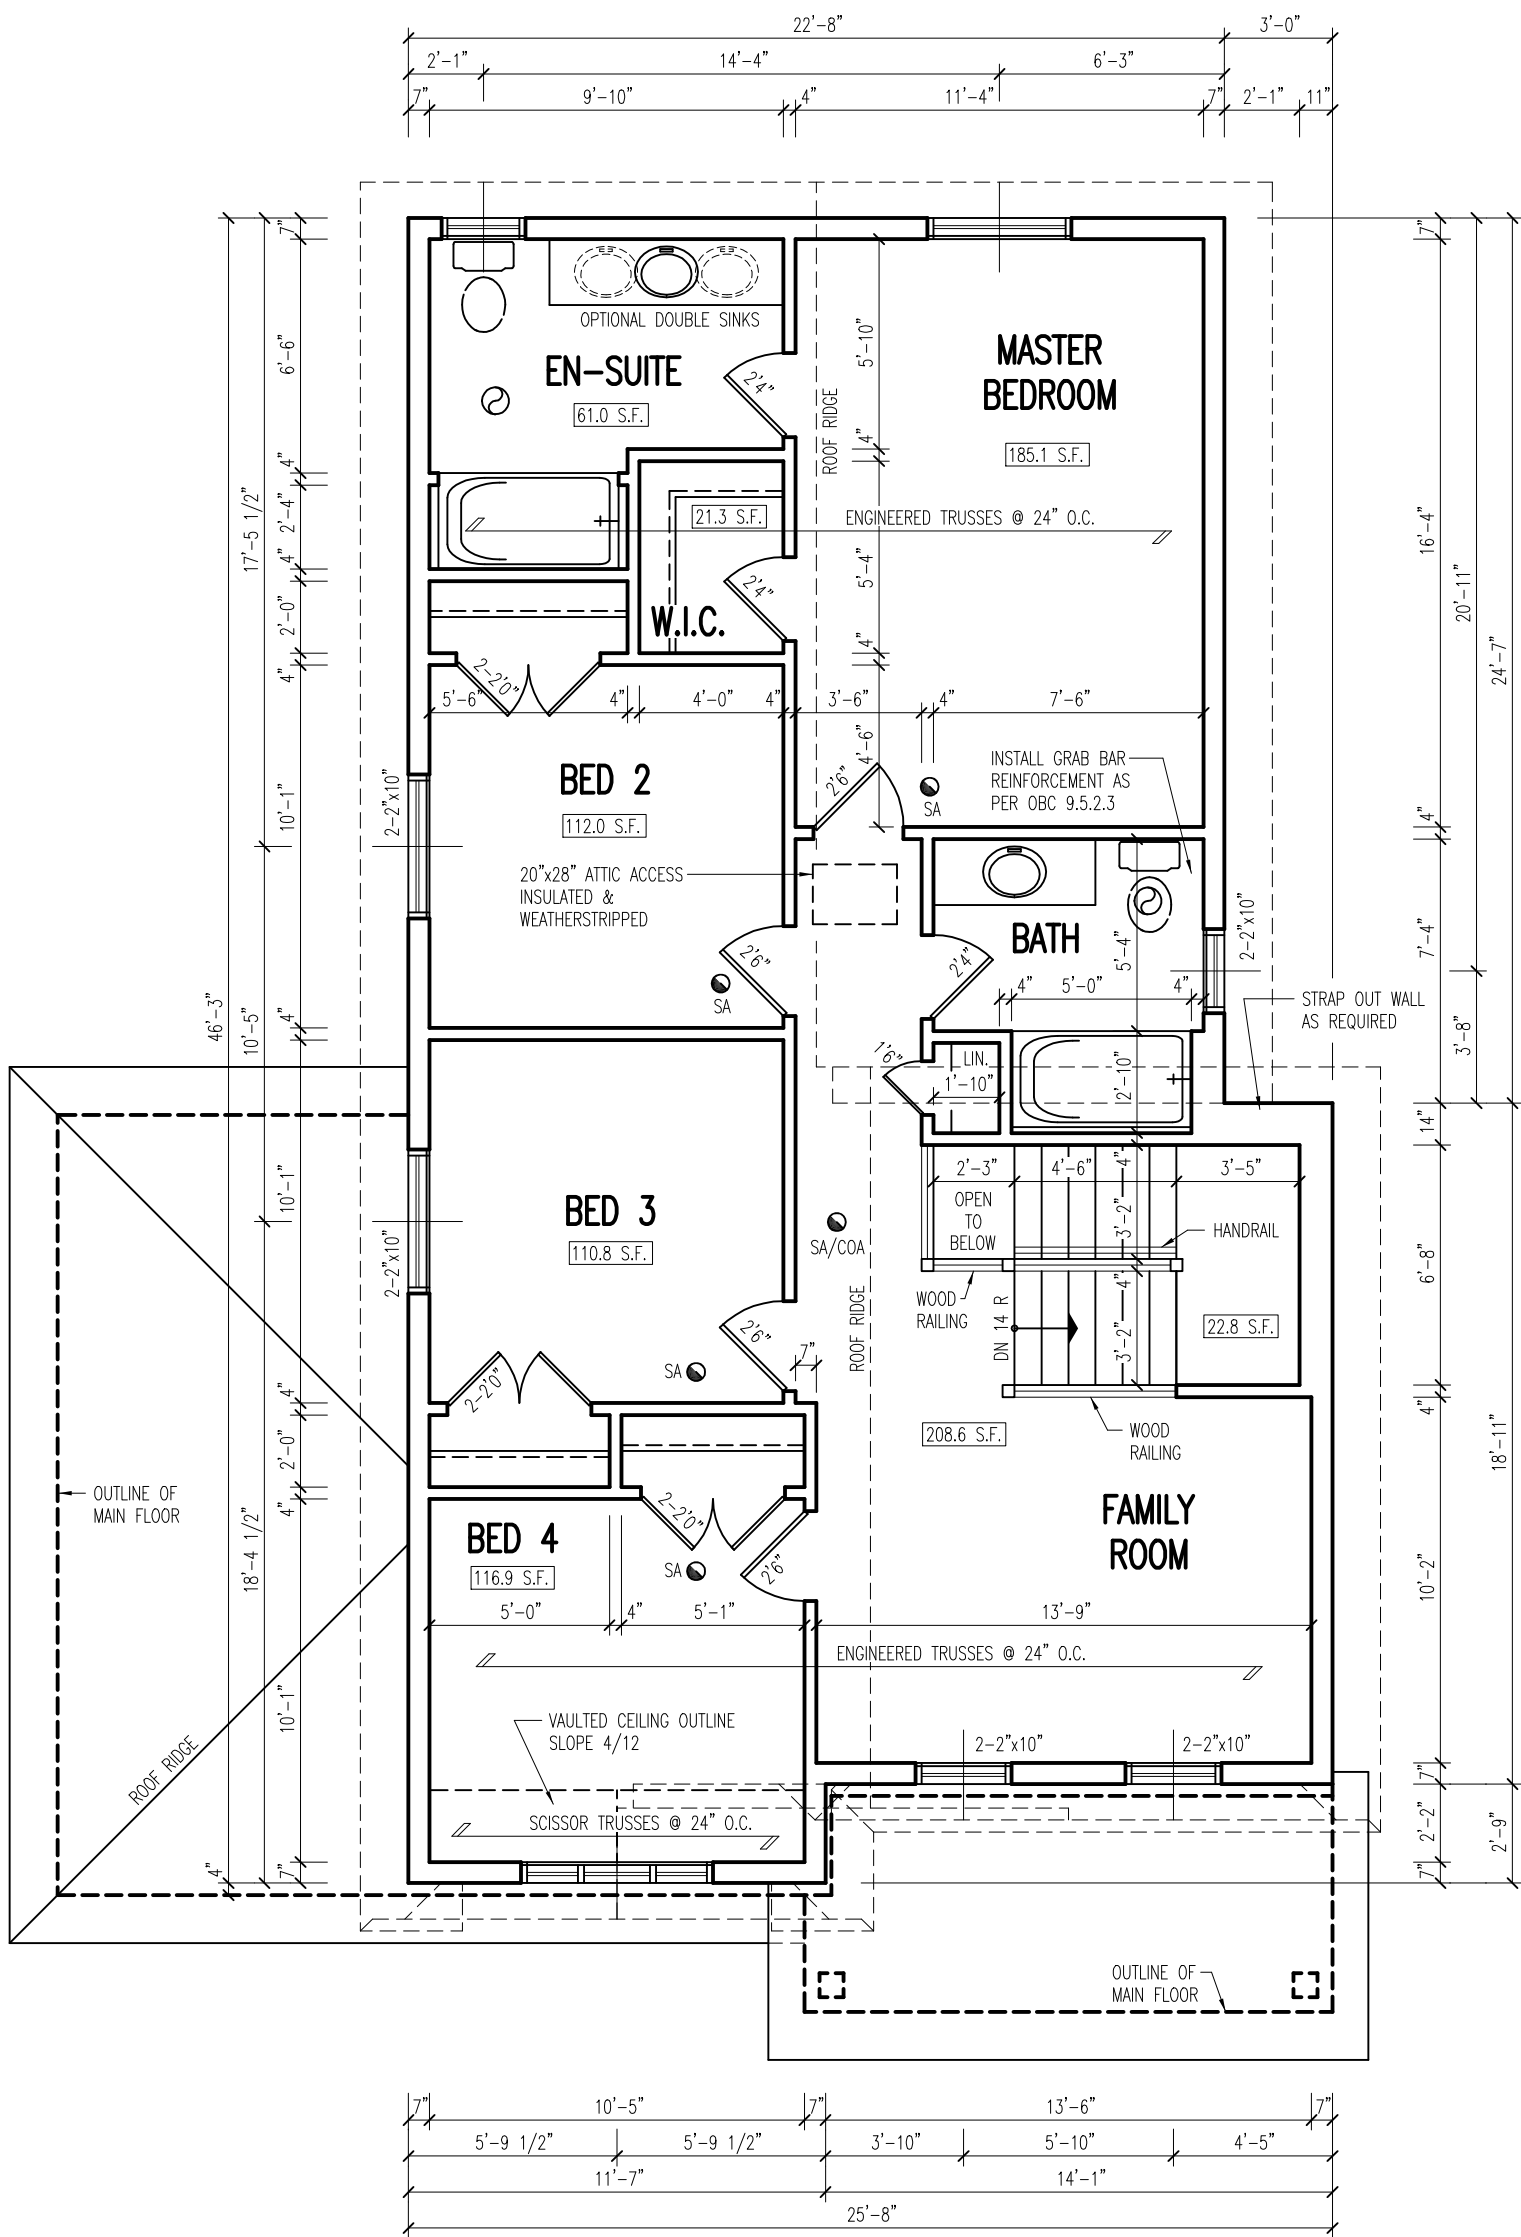 22'-8"
3'-0"
2'-1"
14'-4"
6'-3"
7"
9'-10"
4"
11'-4"
7"
2'-1"
11"
OPTIONAL DOUBLE SINKS
EN-SUITE
61.0 S.F.
2'4"
5'-10"
4"
ROOF RIDGE
MASTER
BEDROOM
185.1 S.F.
21.3 S.F.
ENGINEERED TRUSSES @ 24" O.C.
5'-4"
4"
2'4"
W.I.C.
2-2'0"
5'-6"
4"
4'-0"
4"
3'-6"
4"
7'-6"
4'-6"
BED 2
112.0 S.F.
2-2"x10"
2'6"
SA
INSTALL GRAB BAR
REINFORCEMENT AS
PER OBC 9.5.2.3
20"x28" ATTIC ACCESS
INSULATED &
WEATHERSTRIPPED
2'6"
SA
BATH
2'4"
5'-4"
4"
5'-0"
4"
2-2"x10"
STRAP OUT WALL
AS REQUIRED
1'6"
LIN.
1'-10"
2'-10"
BED 3
110.8 S.F.
2-2"x10"
SA/COA
2'-3"
4'-6"
4"
3'-5"
OPEN
TO
BELOW
3'-2"
HANDRAIL
WOOD
RAILING
4"
DN 14 R
3'-2"
22.8 S.F.
ROOF RIDGE
2'6"
7"
SA
2-2'0"
208.6 S.F.
WOOD
RAILING
2-2'0"
FAMILY
ROOM
BED 4
116.9 S.F.
SA
2'6"
5'-0"
4"
5'-1"
13'-9"
ENGINEERED TRUSSES @ 24" O.C.
VAULTED CEILING OUTLINE
SLOPE 4/12
2-2"x10"
2-2"x10"
SCISSOR TRUSSES @ 24" O.C.
OUTLINE OF
MAIN FLOOR
ROOF RIDGE
OUTLINE OF
MAIN FLOOR
46'-3"
4"
17'-5 1/2"
10'-5"
18'-4 1/2"
7"
6'-6"
4"
2'-4"
4"
2'-0"
4"
10'-1"
4"
10'-1"
4"
2'-0"
4"
10'-1"
7"
7"
16'-4"
4"
7'-4"
14"
6'-8"
4"
10'-2"
7"
2'-2"
7"
20'-11"
3'-8"
24'-7"
18'-11"
2'-9"
7"
10'-5"
7"
13'-6"
7"
5'-9 1/2"
5'-9 1/2"
3'-10"
5'-10"
4'-5"
11'-7"
14'-1"
25'-8"